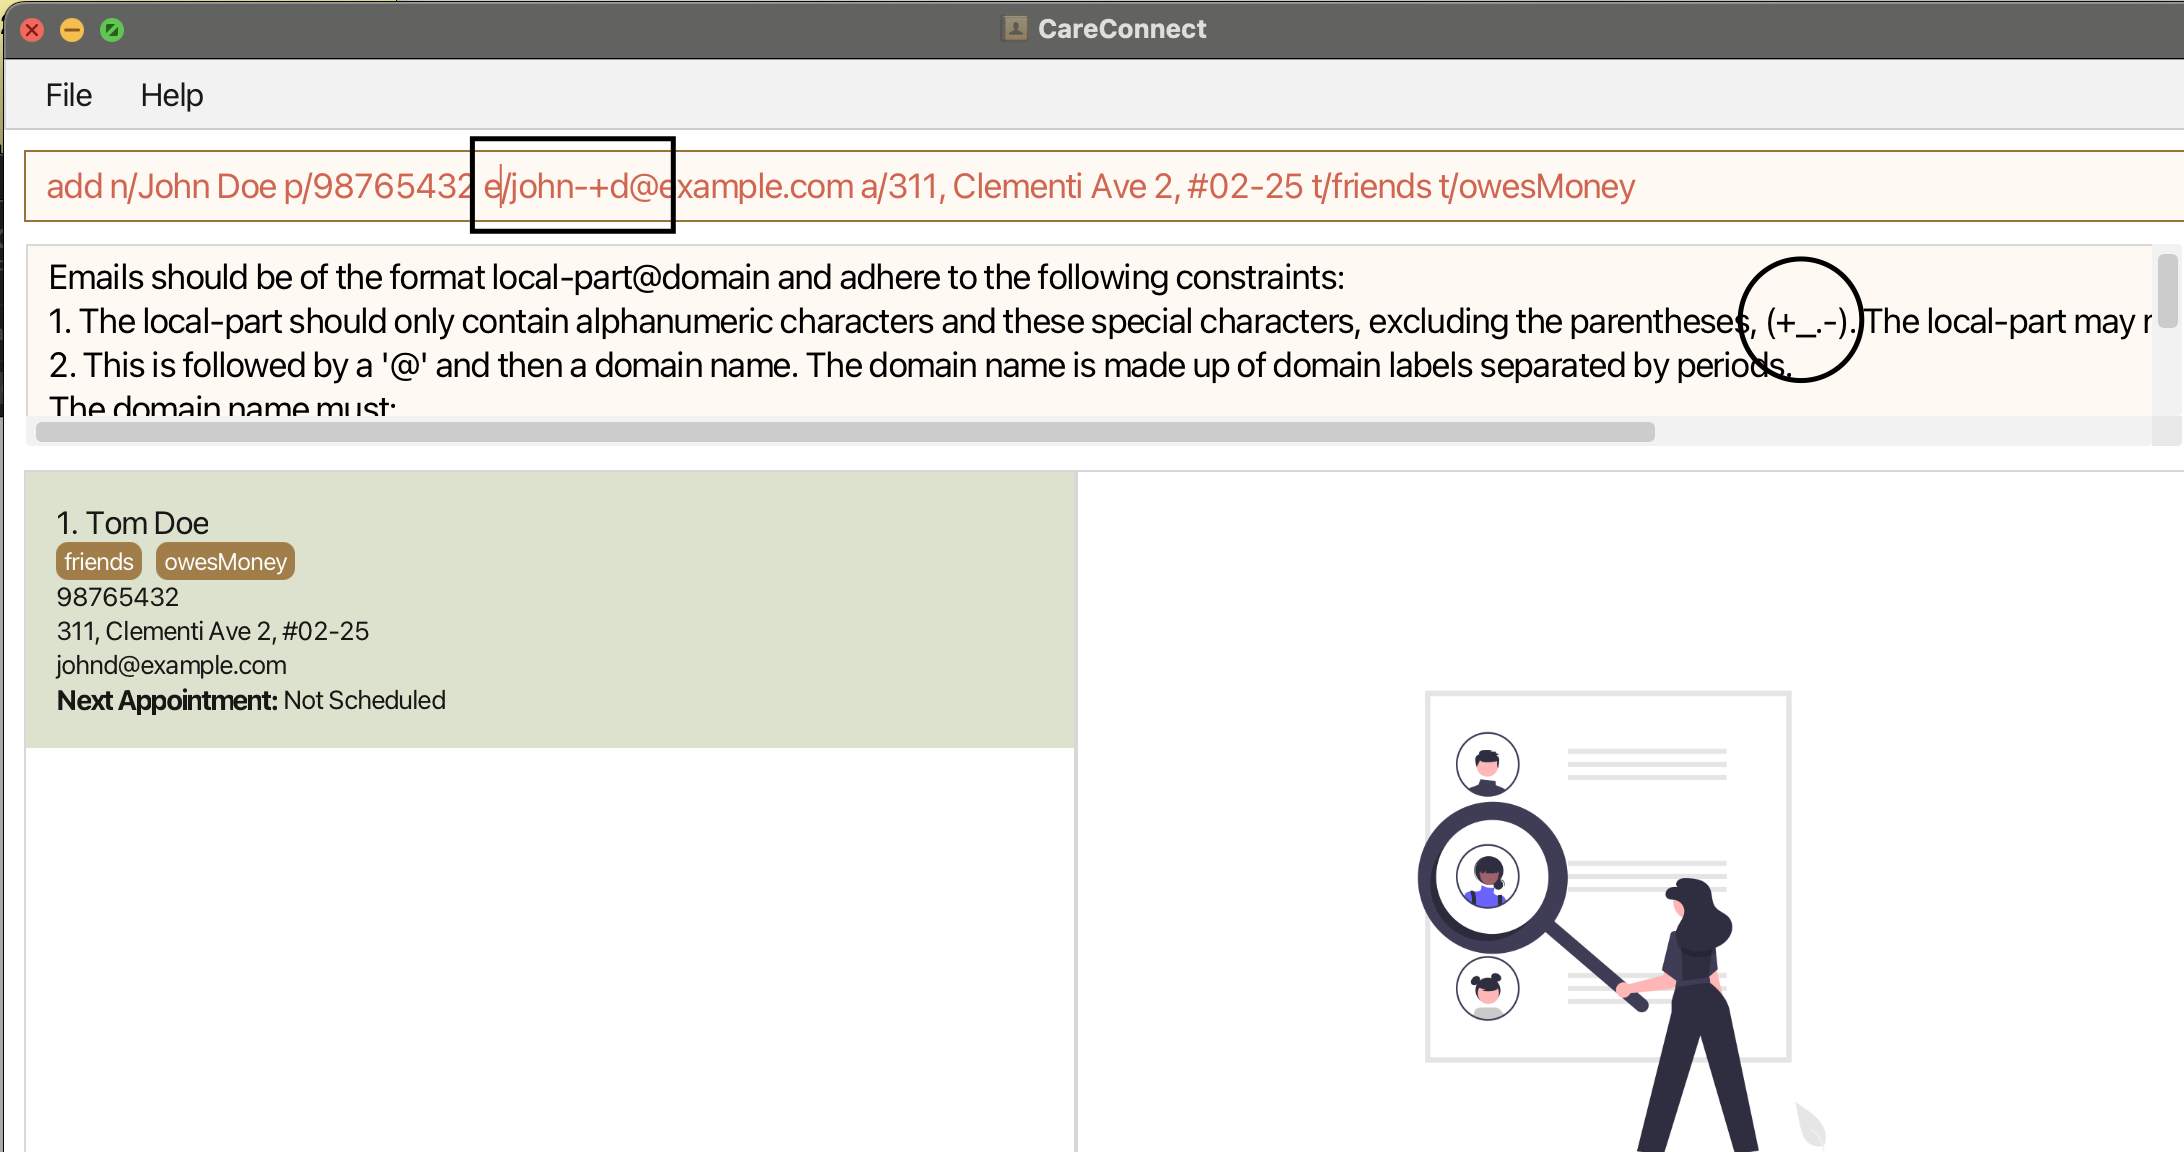 CareConnect
File Help
add n/John Doe p/98765432 e/john-+d@example.com a/311, Clementi Ave 2, #02-25 t/friends t/owesMoney
Emails should be of the format local-part@domain and adhere to the following constraints:
1. The local-part should only contain alphanumeric characters and these special characters, excluding the parentheses, (+_.-). The local-part may
2. This is followed by a '@' and then a domain name. The domain name is made up of domain labels separated by periods.
The domain name must:
1. Tom Doe
friends owesMoney
98765432
311, Clementi Ave 2, #02-25
johnd@example.com
Next Appointment: Not Scheduled